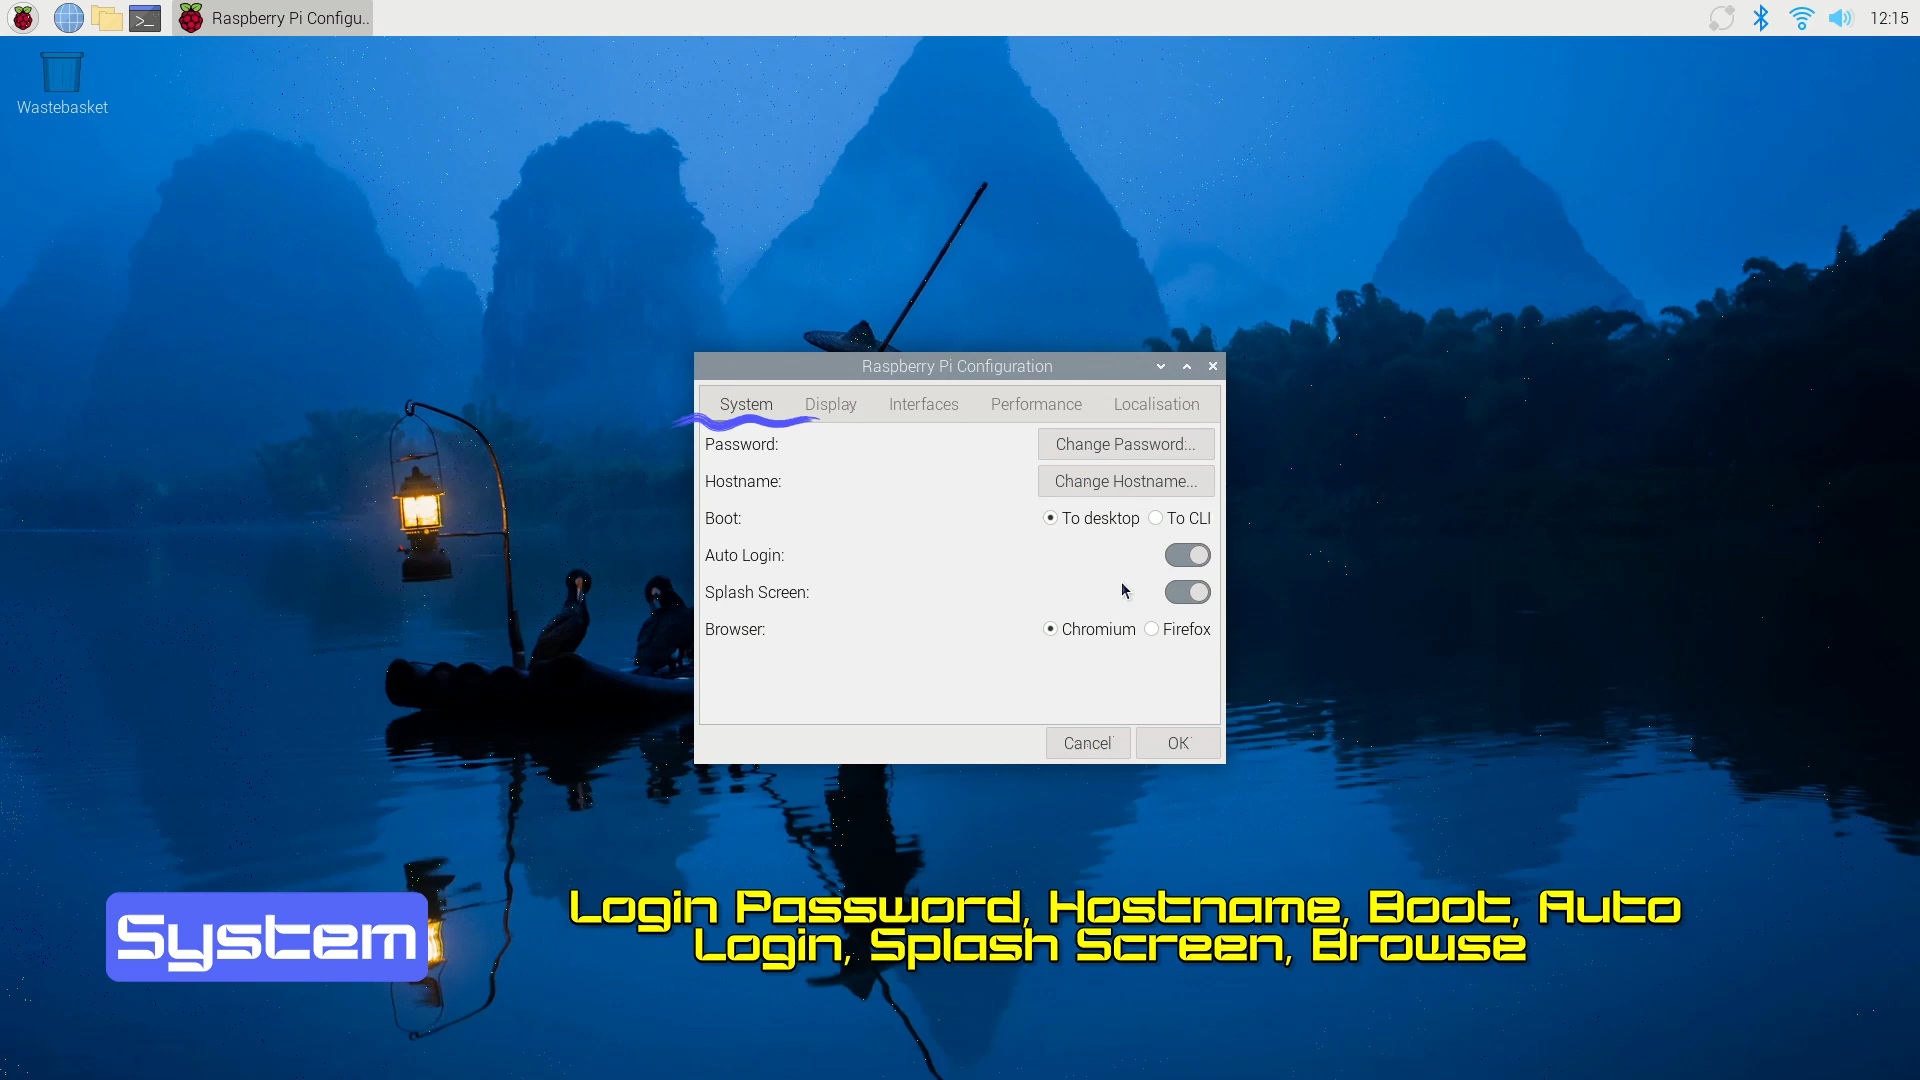 Raspberry Pi Configu..
12:15
Wastebasket
Raspberry Pi Configuration
System Display Interfaces Performance Localisation
Password: Change Password...
Hostname: Change Hostname...
Boot: To desktop To CLI
Auto Login:
Splash Screen:
Browser: Chromium Firefox
Cancel OK
System
Login Password, Hostname, Boot, Auto
Login, Splash Screen, Browse